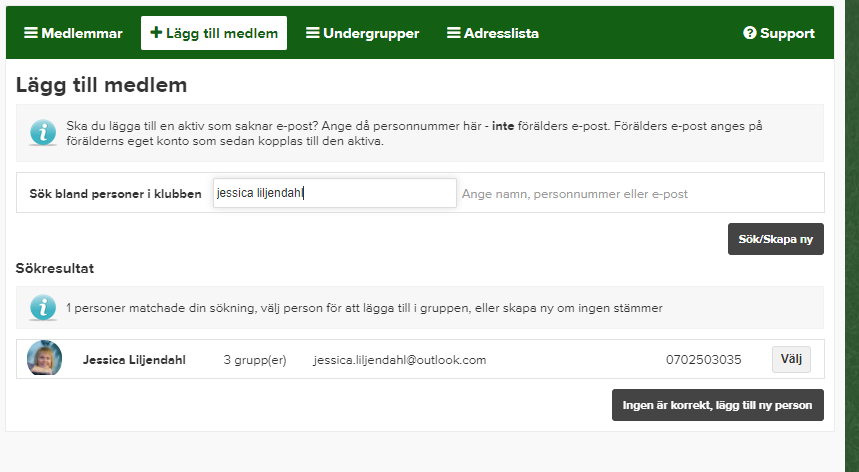 Medlemmar Lägg till medlem Undergrupper Adresslista Support
Lägg till medlem
Ska du lägga till en aktiv som saknar e-post? Ange då personnummer här - inte förälders e-post. Förälders e-post anges på
förälderns eget konto som sedan kopplas till den aktiva.
Sök bland personer i klubben jessica liljendahl Ange namn, personnummer eller e-post
Sök/Skapa ny
Sökresultat
1 personer matchade din sökning, välj person för att lägga till i gruppen, eller skapa ny om ingen stämmer
Jessica Liljendahl 3 grupp(er) jessica.liljendahl@outlook.com 0702503035 Välj
Ingen är korrekt, lägg till ny person